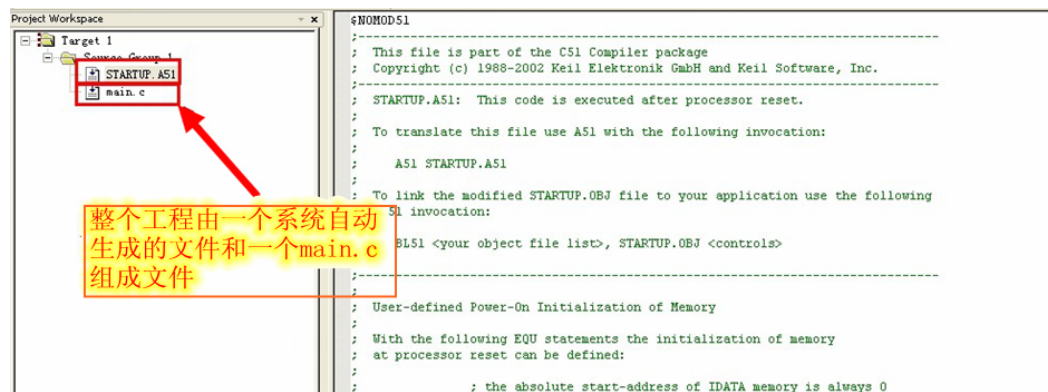 Project Workspace
Target 1
Source Group 1
STARTUP.A51
main.c
整个工程由一个系统自动
生成的文件和一个main.c
组成文件
$NOMOD51
;------------------------------------------------------------------------------
;  This file is part of the C51 Compiler package
;  Copyright (c) 1988-2002 Keil Elektronik GmbH and Keil Software, Inc.
;------------------------------------------------------------------------------
;  STARTUP.A51:  This code is executed after processor reset.
;
;  To translate this file use A51 with the following invocation:
;
;     A51 STARTUP.A51
;
;  To link the modified STARTUP.OBJ file to your application use the following
51 invocation:
BL51 <your object file list>, STARTUP.OBJ <controls>
;------------------------------------------------------------------------------
;
;  User-defined Power-On Initialization of Memory
;
;  With the following EQU statements the initialization of memory
;  at processor reset can be defined:
;
;               ; the absolute start-address of IDATA memory is always 0